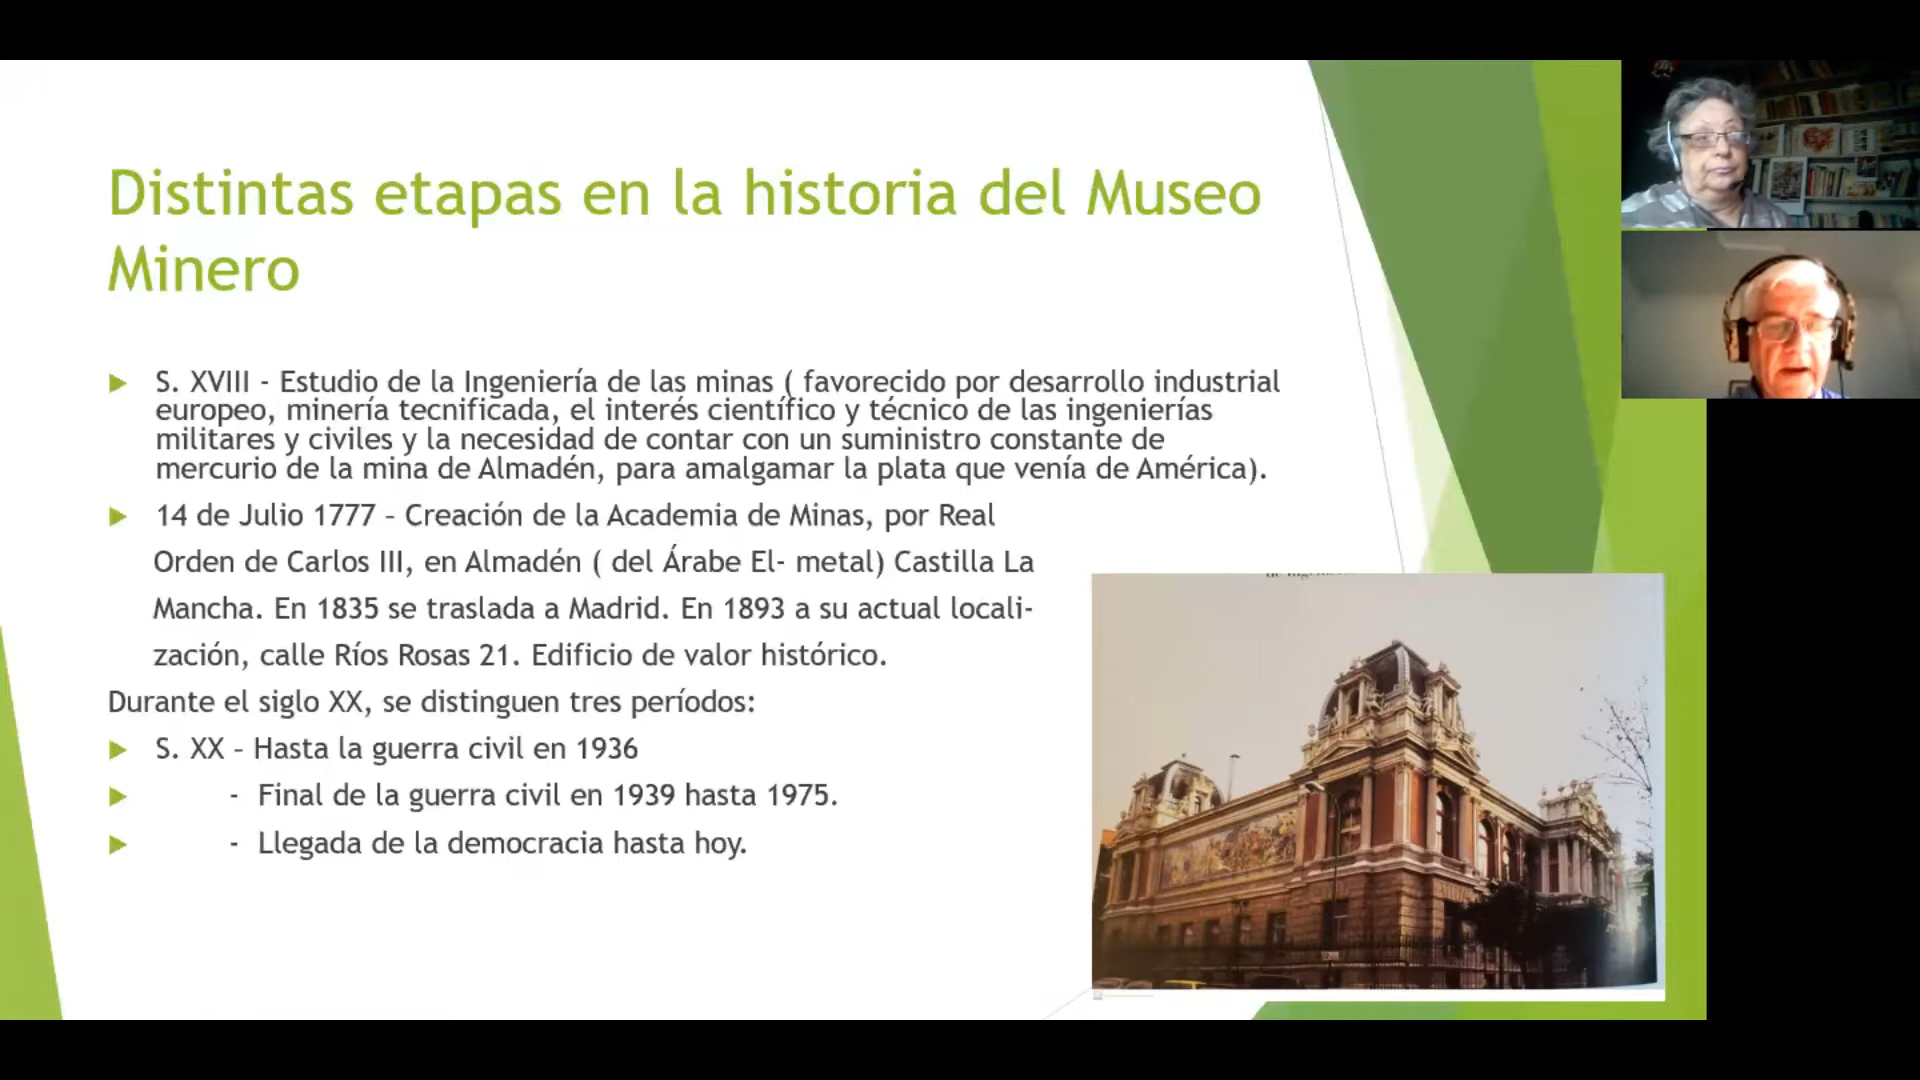 Distintas etapas en la historia del Museo
Minero
S. XVIII - Estudio de la Ingeniería de las minas ( favorecido por desarrollo industrial
europeo, minería tecnificada, el interés científico y técnico de las ingenierías
militares y civiles y la necesidad de contar con un suministro constante de
mercurio de la mina de Almadén, para amalgamar la plata que venía de América).
14 de Julio 1777 – Creación de la Academia de Minas, por Real
Orden de Carlos III, en Almadén ( del Árabe El- metal) Castilla La
Mancha. En 1835 se traslada a Madrid. En 1893 a su actual locali-
zación, calle Ríos Rosas 21. Edificio de valor histórico.
Durante el siglo XX, se distinguen tres períodos:
S. XX – Hasta la guerra civil en 1936
- Final de la guerra civil en 1939 hasta 1975.
- Llegada de la democracia hasta hoy.